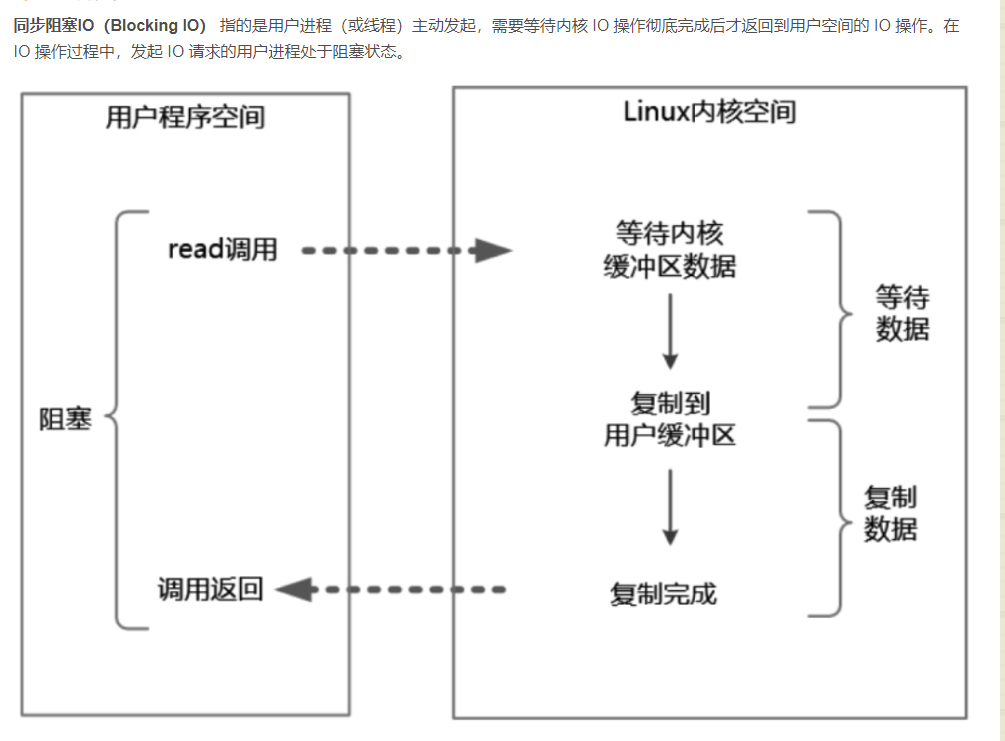 同步阻塞IO（Blocking IO） 指的是用户进程（或线程）主动发起，需要等待内核 IO 操作彻底完成后才返回到用户空间的 IO 操作。在
IO 操作过程中，发起 IO 请求的用户进程处于阻塞状态。
用户程序空间
Linux内核空间
read调用
等待内核
缓冲区数据
等待
数据
阻塞
复制到
用户缓冲区
复制
数据
调用返回
复制完成